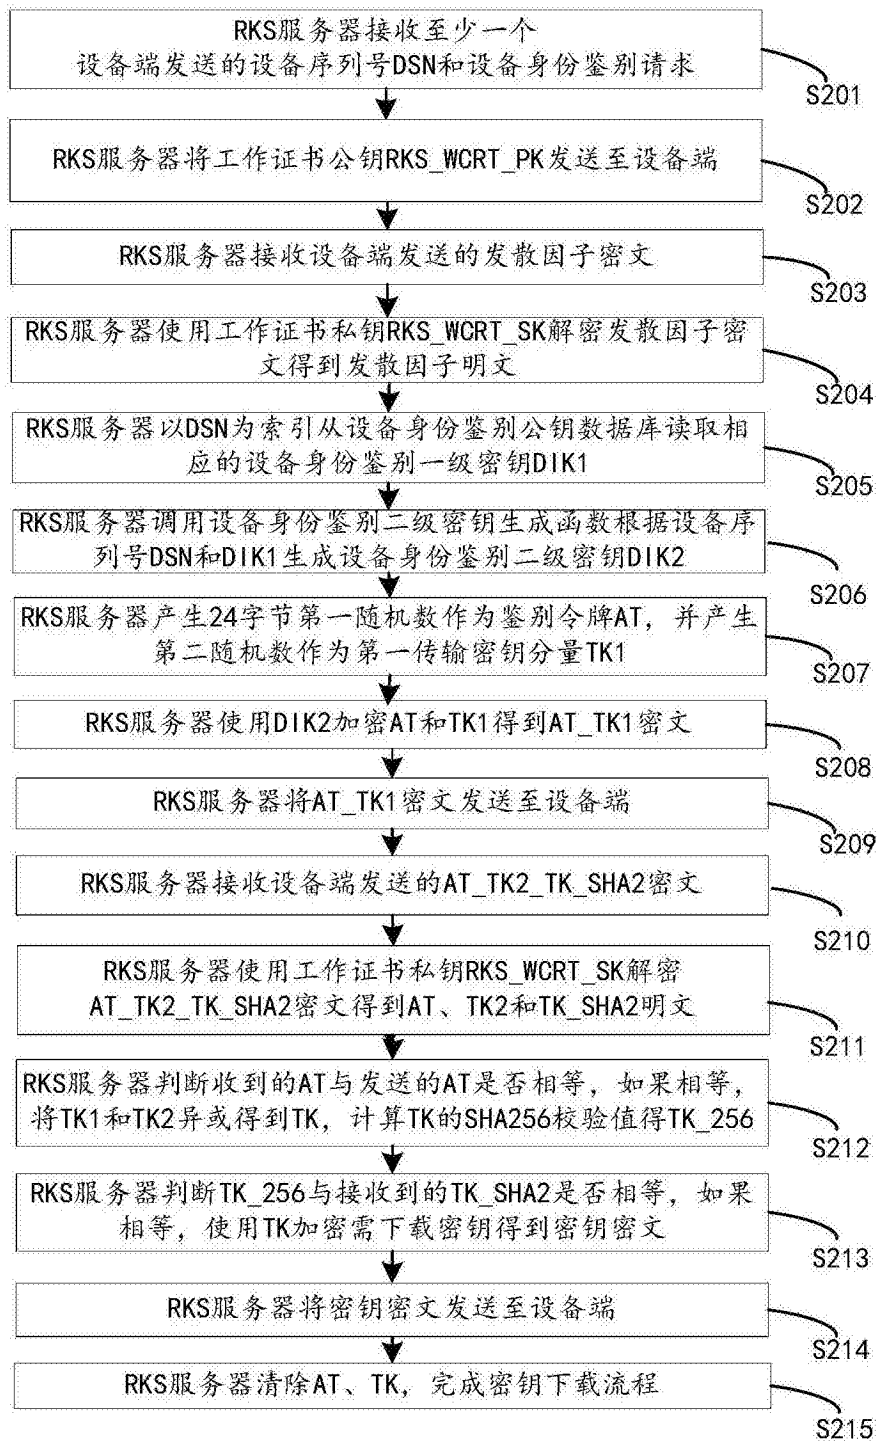 RKS服务器接收至少一个
设备端发送的设备序列号DSN和设备身份鉴别请求
S201
RKS服务器将工作证书公钥RKS_WCRT_PK发送至设备端
S202
RKS服务器接收设备端发送的发散因子密文
S203
RKS服务器使用工作证书私钥RKS_WCRT_SK解密发散因子密
文得到发散因子明文
S204
RKS服务器以DSN为索引从设备身份鉴别公钥数据库读取相
应的设备身份鉴别一级密钥DIK1
S205
RKS服务器调用设备身份鉴别二级密钥生成函数根据设备序
列号DSN和DIK1生成设备身份鉴别二级密钥DIK2
S206
RKS服务器产生24字节第一随机数作为鉴别令牌AT，并产生
第二随机数作为第一传输密钥分量TK1
S207
RKS服务器使用DIK2加密AT和TK1得到AT_TK1密文
S208
RKS服务器将AT_TK1密文发送至设备端
S209
RKS服务器接收设备端发送的AT_TK2_TK_SHA2密文
S210
RKS服务器使用工作证书私钥RKS_WCRT_SK解密
AT_TK2_TK_SHA2密文得到AT、TK2和TK_SHA2明文
S211
RKS服务器判断收到的AT与发送的AT是否相等，如果相等，
将TK1和TK2异或得到TK，计算TK的SHA256校验值得TK_256
S212
RKS服务器判断TK_256与接收到的TK_SHA2是否相等，如果
相等，使用TK加密需下载密钥得到密钥密文
S213
RKS服务器将密钥密文发送至设备端
S214
RKS服务器清除AT、TK，完成密钥下载流程
S215